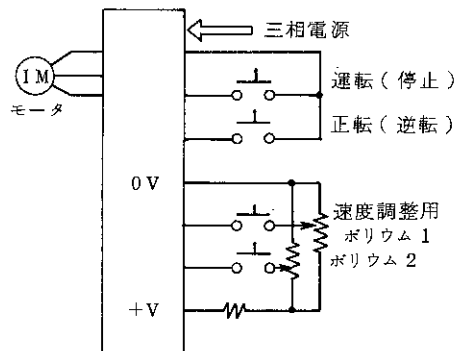 三相電源
IM
モータ
運転(停止)
正転(逆転)
0V
速度調整用
ボリウム1
ボリウム2
+V